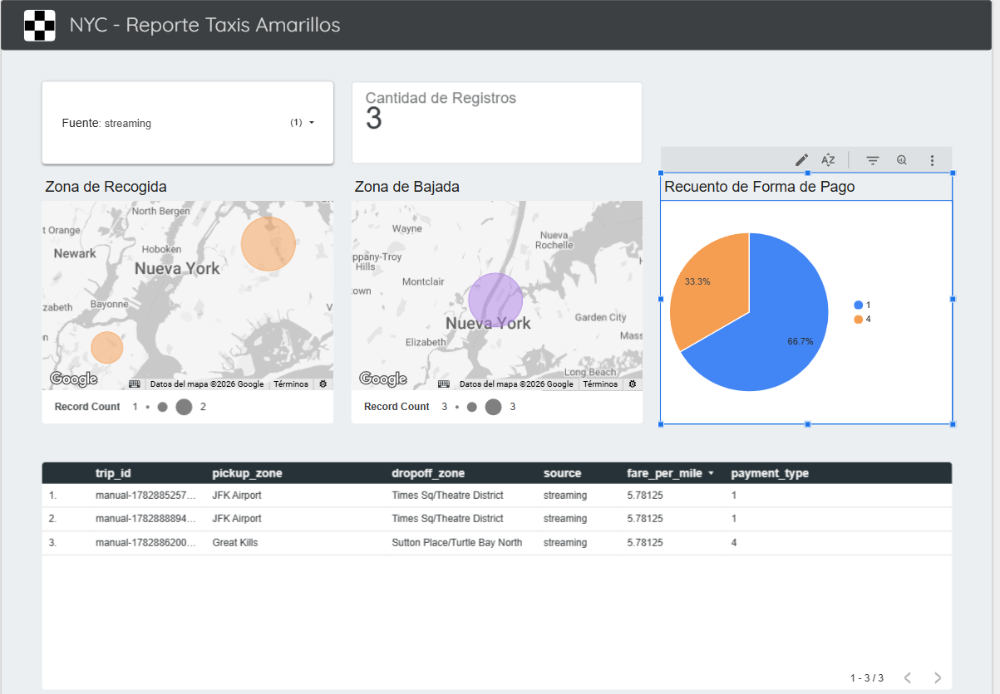 NYC - Reporte Taxis Amarillos
Fuente: streaming (1)
Cantidad de Registros
3
Zona de Recogida
North Bergen
t Orange
Newark
Hoboken
Nueva York
zabeth
Bayonne
Google
Datos del mapa ©2026 Google
Términos
Record Count 1 2
Zona de Bajada
Wayne
Nueva
Rochelle
ppany-Troy
Hills
Montclair
Nueva York
Garden City
Elizabeth
Mass
Long Beach
Google
Datos del mapa ©2026 Google
Términos
Record Count 3 3
Recuento de Forma de Pago
33.3%
66.7%
1
4
trip_id pickup_zone dropoff_zone source fare_per_mile payment_type
1. manual-1782885257... JFK Airport Times Sq/Theatre District streaming 5.78125 1
2. manual-1782888894... JFK Airport Times Sq/Theatre District streaming 5.78125 1
3. manual-1782886200... Great Kills Sutton Place/Turtle Bay North streaming 5.78125 4
1 - 3 / 3